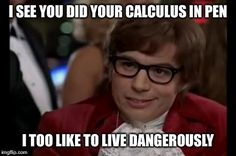 I SEE YOU DID YOUR CALCULUS IN PEN
I TOO LIKE TO LIVE DANGEROUSLY
imgflip.com